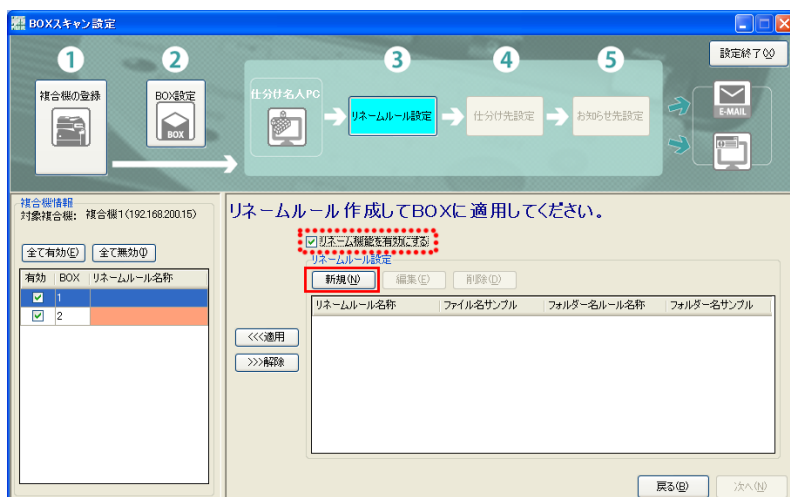 BOXスキャン設定
1
2
3
4
5
設定終了(X)
複合機の登録
BOX設定
BOX
仕分け名人PC
リネームルール設定
仕分け先設定
お知らせ先設定
E-MAIL
複合機情報
対象複合機: 複合機1(192.168.200.15)
全て有効(E)
全て無効(I)
有効 BOX リネームルール名称
1
2
リネームルール作成してBOXに適用してください。
リネーム機能を有効にする
リネームルール設定
新規(N)
編集(E)
削除(D)
リネームルール名称 ファイル名サンプル フォルダー名ルール名称 フォルダー名サンプル
<<<適用
>>>解除
戻る(B)
次へ(N)